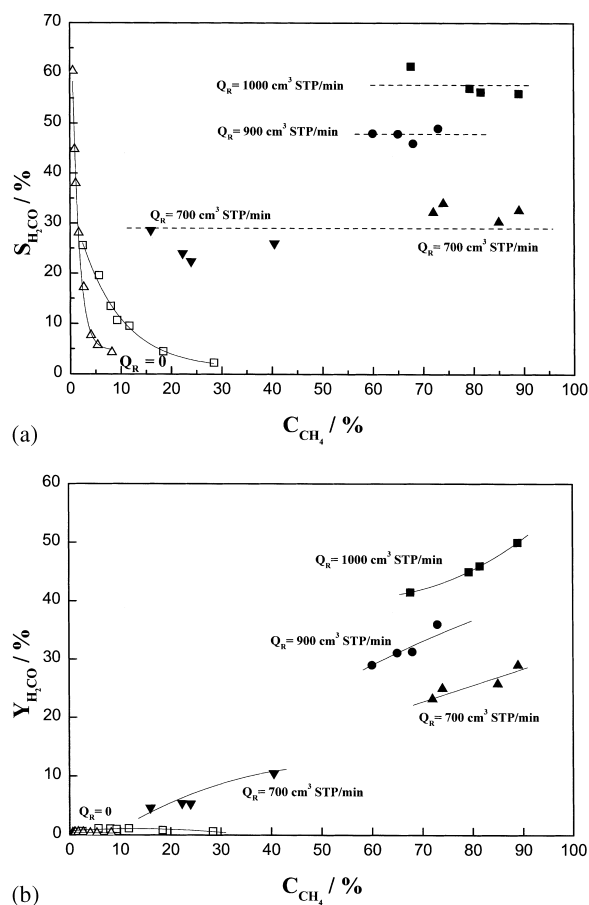 70
60
50
40
30
20
10
0
S_H₂CO / %
Q_R= 1000 cm³ STP/min
Q_R= 900 cm³ STP/min
Q_R= 700 cm³ STP/min
Q_R= 700 cm³ STP/min
Q_R = 0
0 10 20 30 40 50 60 70 80 90 100
(a)
C_CH₄ / %
60
50
40
30
20
10
0
Y_H₂CO / %
Q_R= 1000 cm³ STP/min
Q_R= 900 cm³ STP/min
Q_R= 700 cm³ STP/min
Q_R= 700 cm³ STP/min
Q_R= 0
0 10 20 30 40 50 60 70 80 90 100
(b)
C_CH₄ / %